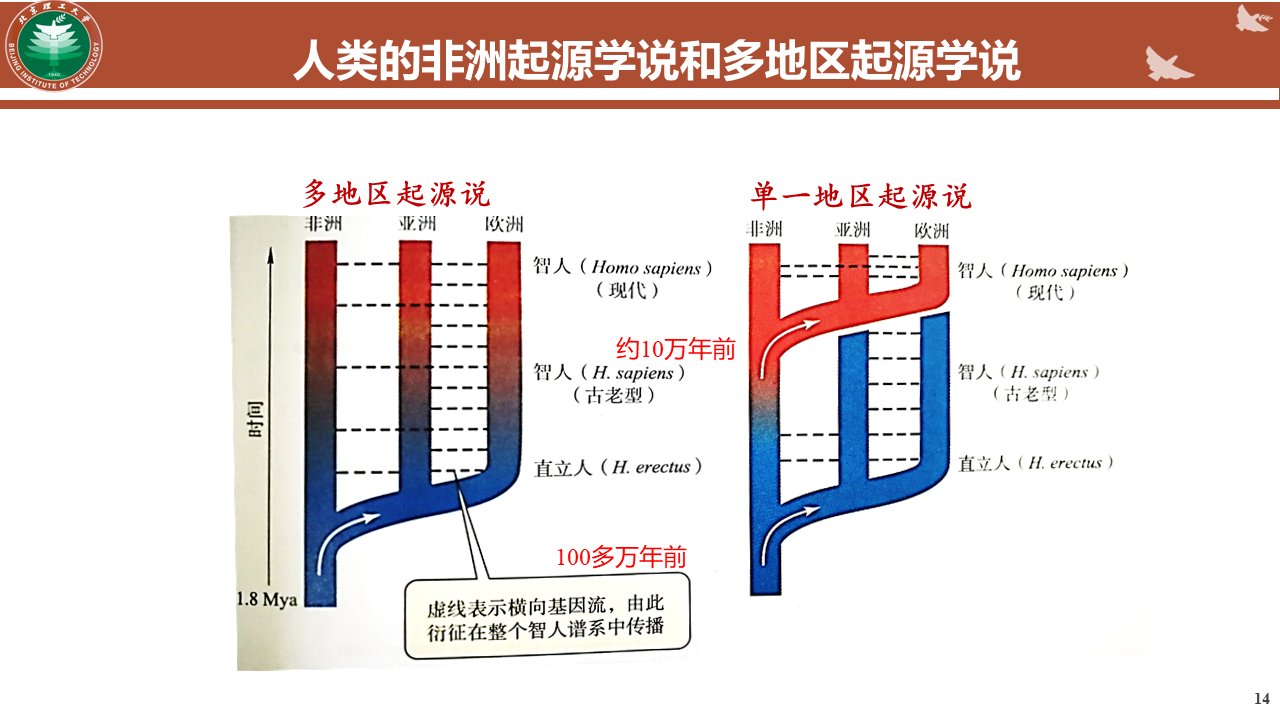 北京理工大学
BEIJING INSTITUTE OF TECHNOLOGY
1940
人类的非洲起源学说和多地区起源学说
多地区起源说
非洲 亚洲 欧洲
智人（Homo sapiens）
（现代）
智人（H. sapiens）
（古老型）
直立人（H. erectus）
时间
1.8 Mya
虚线表示横向基因流，由此
衍征在整个智人谱系中传播
约10万年前
100多万年前
单一地区起源说
非洲 亚洲 欧洲
智人（Homo sapiens）
（现代）
智人（H. sapiens）
（古老型）
直立人（H. erectus）
14